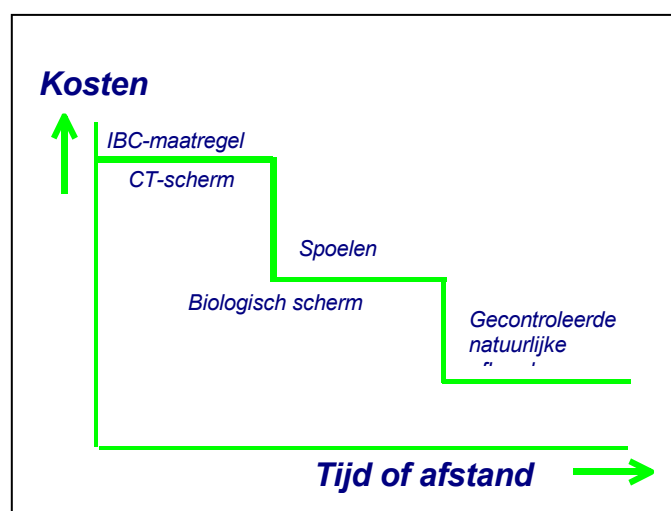 Kosten
IBC-maatregel
CT-scherm
Spoelen
Biologisch scherm
Gecontroleerde
natuurlijke
Tijd of afstand